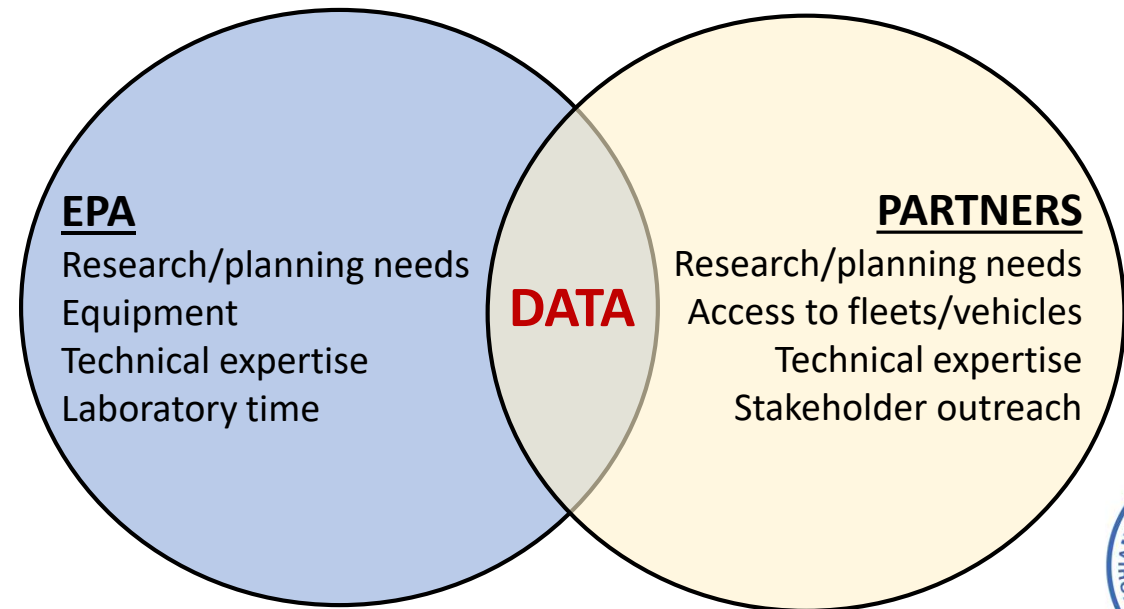 EPA
Research/planning needs
Equipment
Technical expertise
Laboratory time
DATA
PARTNERS
Research/planning needs
Access to fleets/vehicles
Technical expertise
Stakeholder outreach